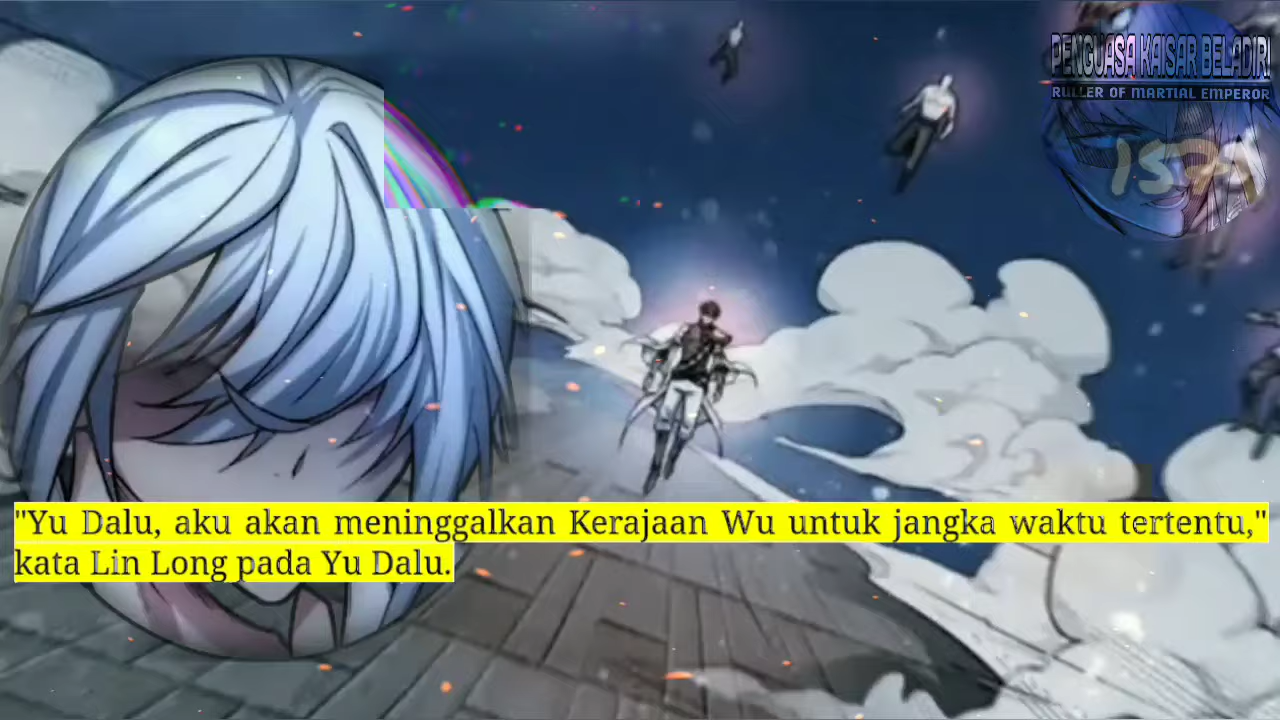 PENGUASA KAISAR BELADIRI
RULLER OF MARTIAL EMPEROR
"Yu Dalu, aku akan meninggalkan Kerajaan Wu untuk jangka waktu tertentu,"
kata Lin Long pada Yu Dalu.